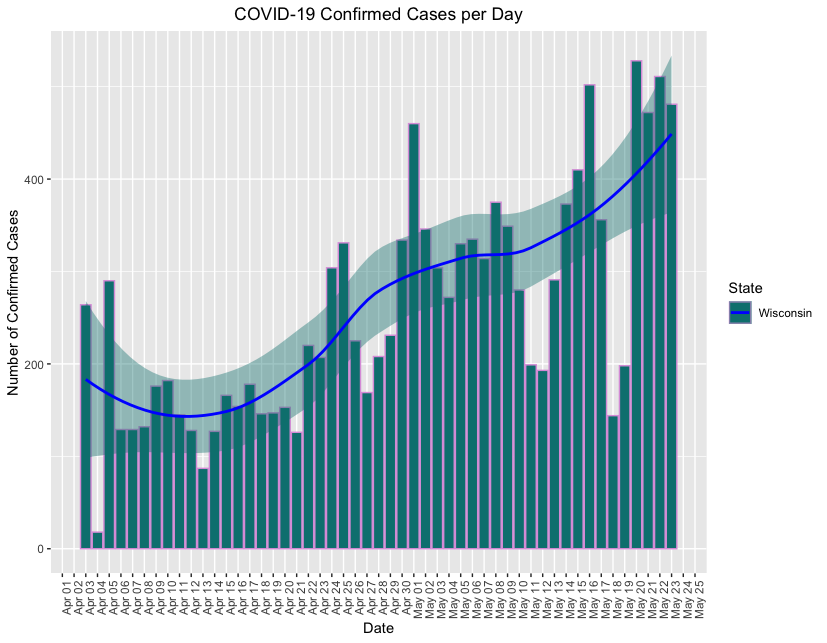 COVID-19 Confirmed Cases per Day
Number of Confirmed Cases
400
200
0
Apr 01
Apr 02
Apr 03
Apr 04
Apr 05
Apr 06
Apr 07
Apr 08
Apr 09
Apr 10
Apr 11
Apr 12
Apr 13
Apr 14
Apr 15
Apr 16
Apr 17
Apr 18
Apr 19
Apr 20
Apr 21
Apr 22
Apr 23
Apr 24
Apr 25
Apr 26
Apr 27
Apr 28
Apr 29
Apr 30
May 01
May 02
May 03
May 04
May 05
May 06
May 07
May 08
May 09
May 10
May 11
May 12
May 13
May 14
May 15
May 16
May 17
May 18
May 19
May 20
May 21
May 22
May 23
May 24
May 25
Date
State
Wisconsin